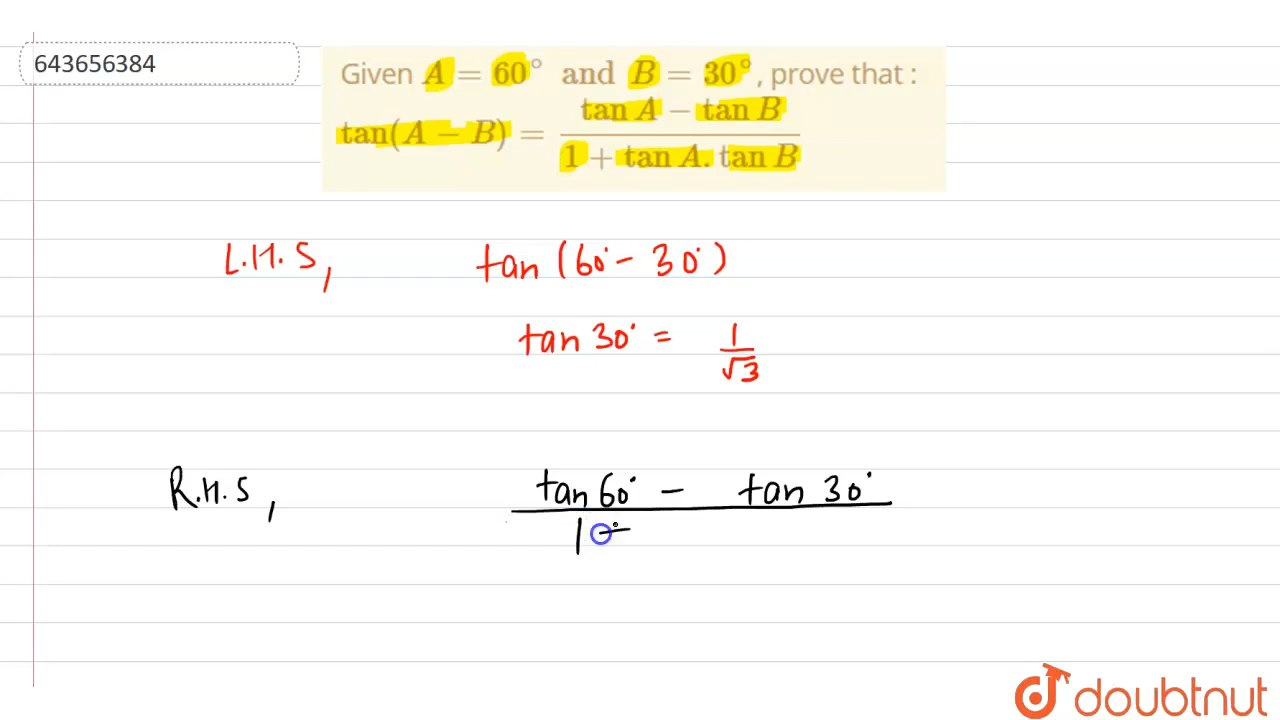 643656384
Given A = 60° and B = 30°, prove that :
tan(A − B) = (tan A − tan B) / (1 + tan A. tan B)
L.H.S, tan (60° − 30°)
tan 30° = 1/√3
R.H.S, tan 60° − tan 30°
1 +
doubtnut